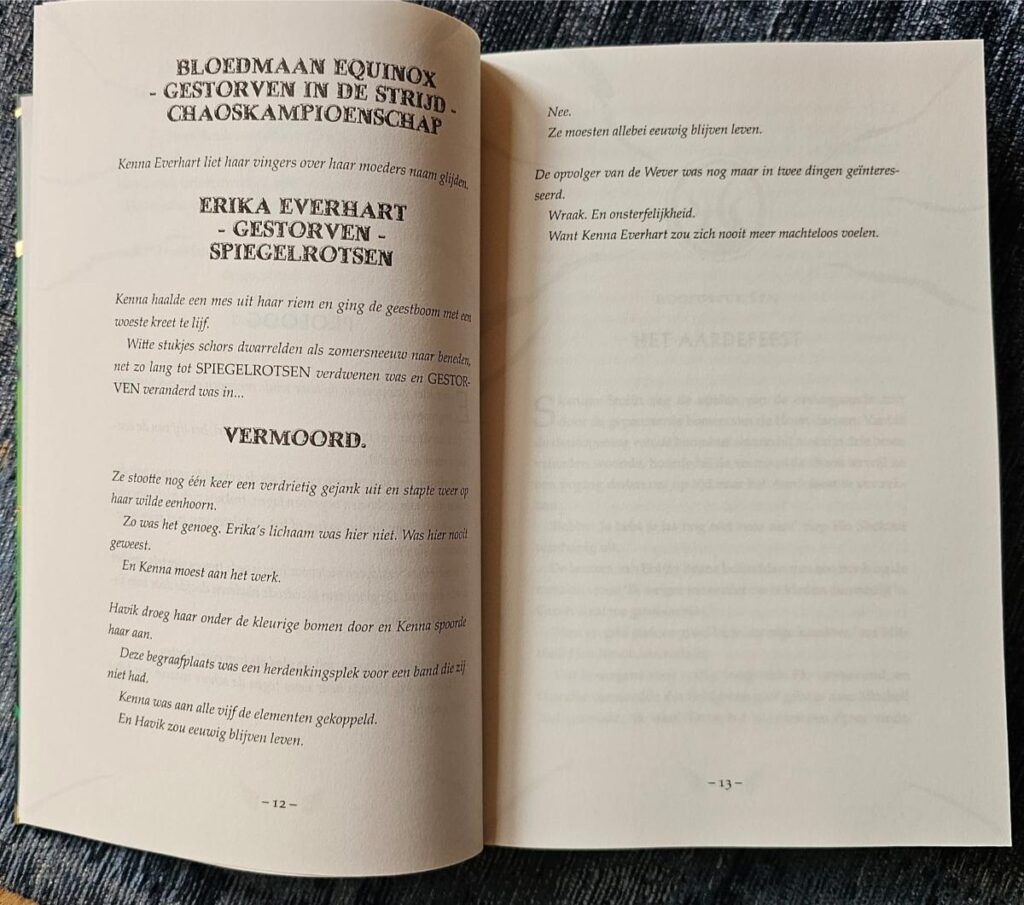 BLOEDMAAN EQUINOX
- GESTORVEN IN DE STRIJD -
CHAOSKAMPIOENSCHAP
Kenna Everhart liet haar vingers over haar moeders naam glijden.
ERIKA EVERHART
- GESTORVEN -
SPIEGELROTSEN
Kenna haalde een mes uit haar riem en ging de geestboom met een
woeste kreet te lijf.
Witte stukjes schors dwarrelden als zomersneeuw naar beneden,
net zo lang tot SPIEGELROTSEN verdwenen was en GESTOR-
VEN veranderd was in...
VERMOORD.
Ze stootte nog één keer een verdrietig gejank uit en stapte weer op
haar wilde eenhoorn.
Zo was het genoeg. Erika's lichaam was hier niet. Was hier nooit
geweest.
En Kenna moest aan het werk.
Havik droeg haar onder de kleurige bomen door en Kenna spoorde
haar aan.
Deze begraafplaats was een herdenkingsplek voor een band die zij
niet had.
Kenna was aan alle vijf de elementen gekoppeld.
En Havik zou eeuwig blijven leven.
– 12 –
Nee.
Ze moesten allebei eeuwig blijven leven.
De opvolger van de Wever was nog maar in twee dingen geïnteres-
seerd.
Wraak. En onsterfelijkheid.
Want Kenna Everhart zou zich nooit meer machteloos voelen.
HET AARDEFEEST
– 13 –